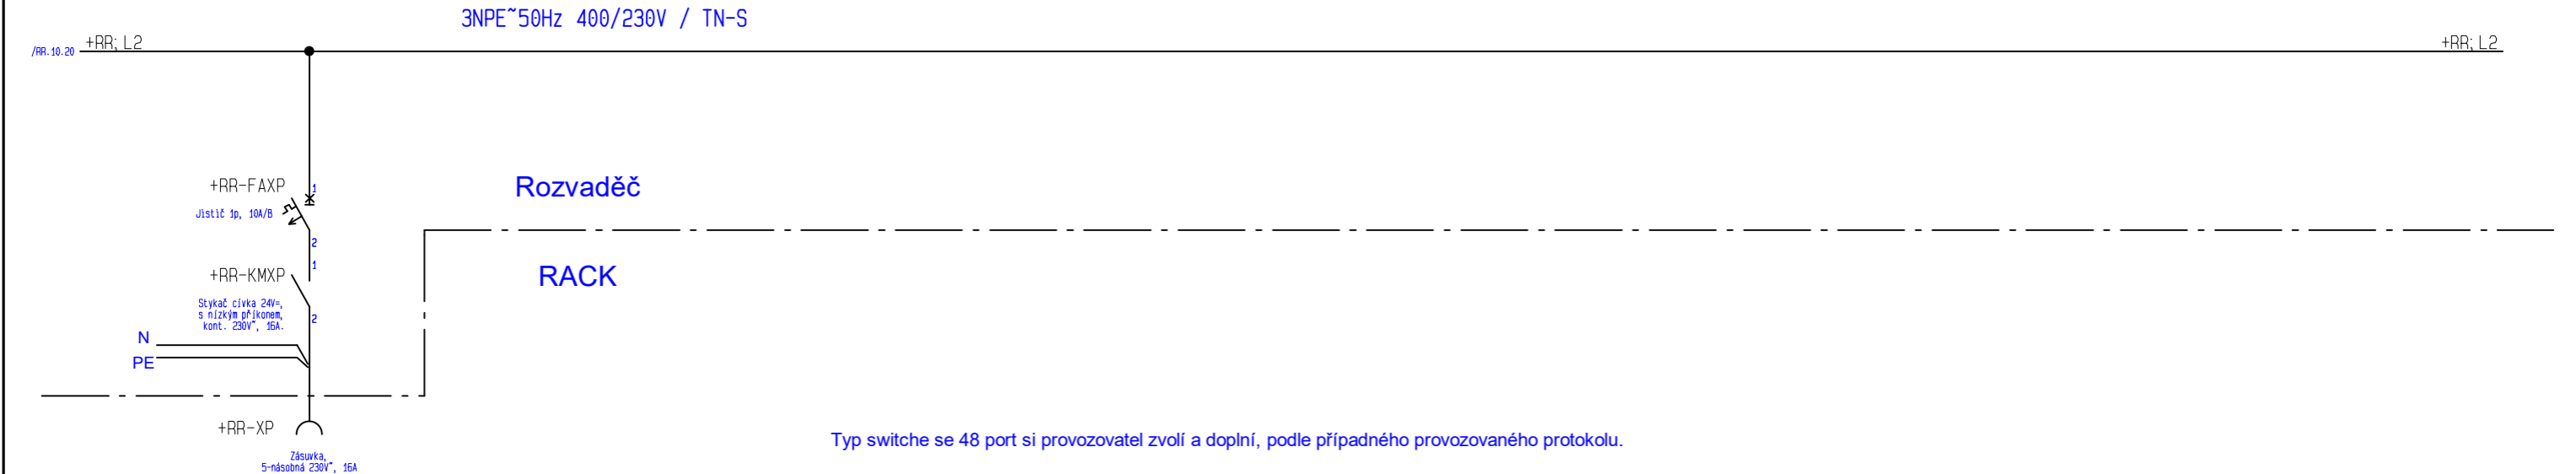 3NPE~50Hz 400/230V / TN-S
/RR.10.20
+RR; L2
+RR; L2
+RR-FAXP
1
Jistič 1p, 10A/B
2
Rozvaděč
1
+RR-KMXP
Stykač cívka 24V=,
s nízkým příkonem,
kont. 230V~, 16A.
2
RACK
N
PE
+RR-XP
Zásuvka,
5-násobná 230V~, 16A
Typ switche se 48 port si provozovatel zvolí a doplní, podle případného provozovaného protokolu.